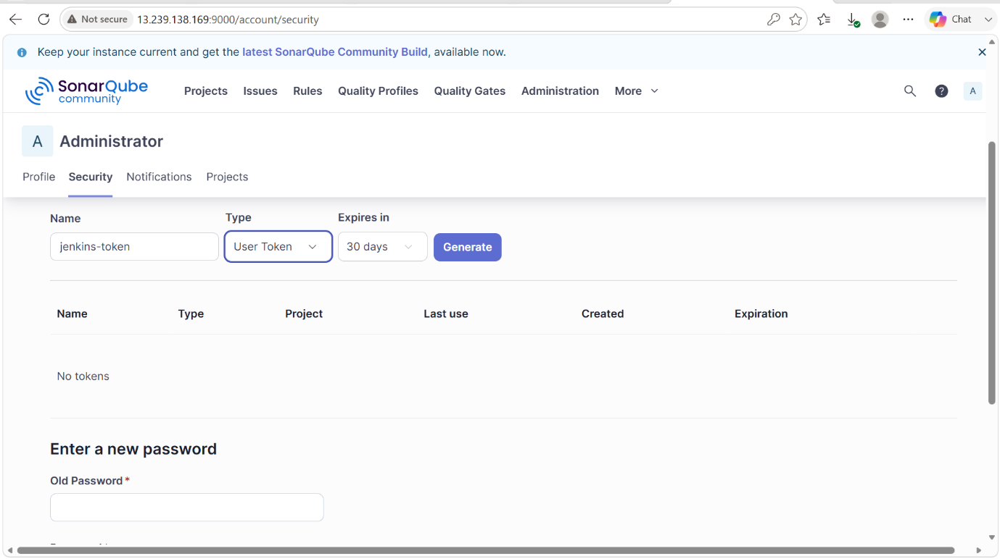 Not secure 13.239.138.169:9000/account/security Chat
Keep your instance current and get the latest SonarQube Community Build, available now.
SonarQube community Projects Issues Rules Quality Profiles Quality Gates Administration More ? A
A Administrator
Profile Security Notifications Projects
Name Type Expires in
jenkins-token User Token 30 days Generate
Name Type Project Last use Created Expiration
No tokens
Enter a new password
Old Password *